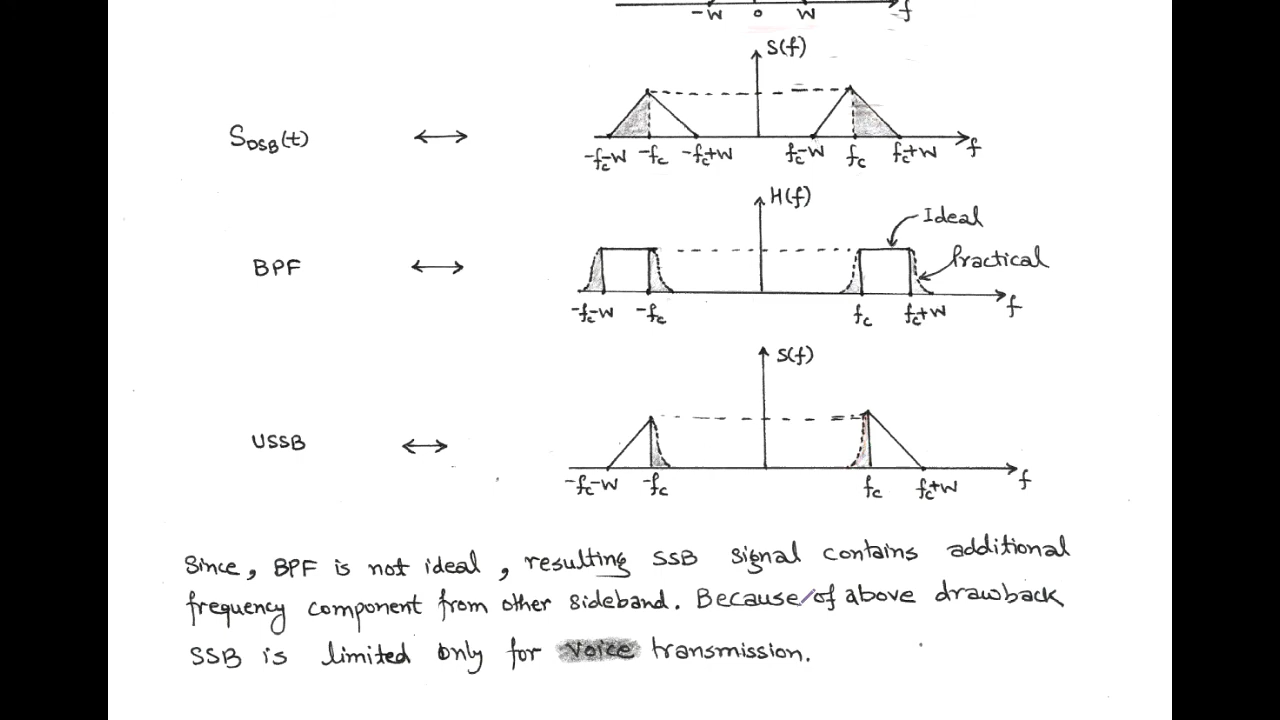 -W 0 W f
S(f)
S_DSB(t) ↔
-fc-W -fc -fc+W fc-W fc fc+W f
H(f)
Ideal
Practical
BPF ↔
-fc-W -fc fc fc+W f
S(f)
USSB ↔
-fc-W -fc fc fc+W f
Since, BPF is not ideal, resulting SSB signal contains additional
frequency component from other sideband. Because of above drawback
SSB is limited only for voice transmission.